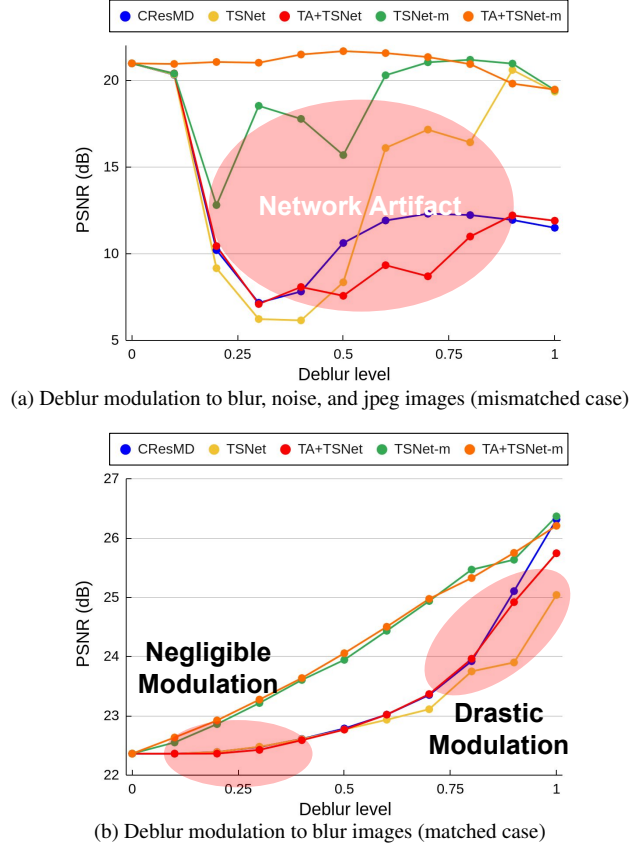 CResMD TSNet TA+TSNet TSNet-m TA+TSNet-m
20
15
10
5
PSNR (dB)
Network Artifact
0 0.25 0.5 0.75 1
Deblur level
(a) Deblur modulation to blur, noise, and jpeg images (mismatched case)
CResMD TSNet TA+TSNet TSNet-m TA+TSNet-m
27
26
25
24
23
22
PSNR (dB)
Negligible
Modulation
Drastic
Modulation
0 0.25 0.5 0.75 1
Deblur level
(b) Deblur modulation to blur images (matched case)